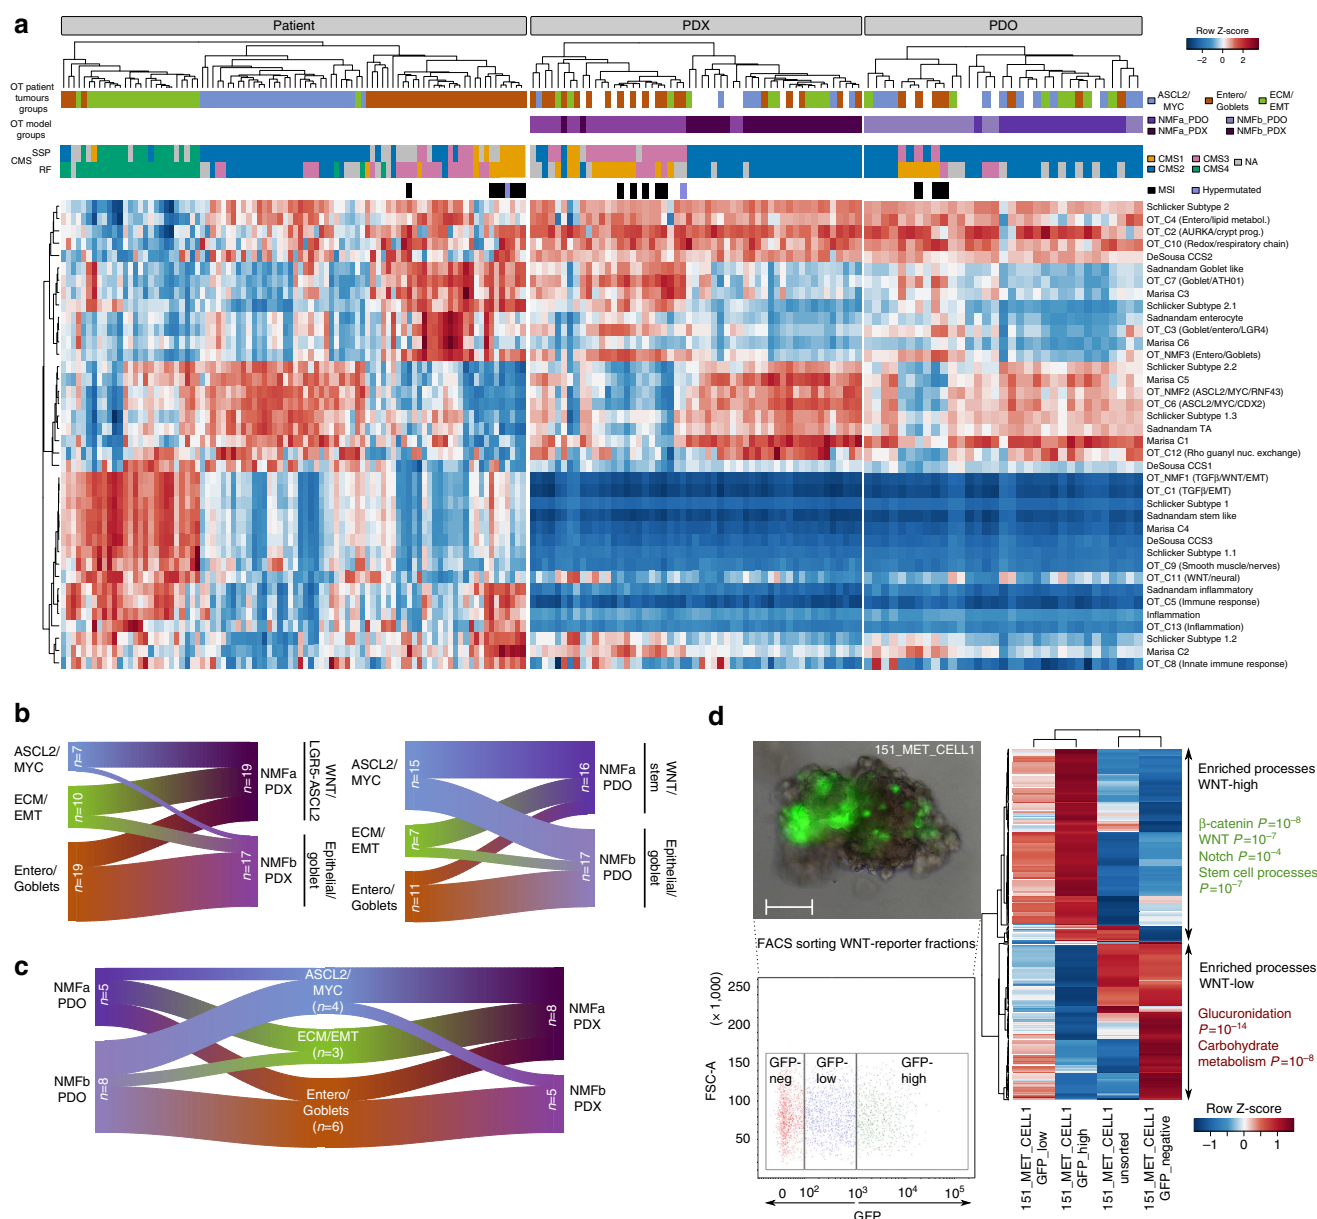 a
Patient
PDX
PDO
Row Z-score
−2 0 2
OT patient
tumours
groups
OT model
groups
CMS
SSP
RF
ASCL2/
MYC
Entero/
Goblets
ECM/
EMT
NMFa_PDO
NMFb_PDO
NMFa_PDX
NMFb_PDX
CMS1
CMS3
NA
CMS2
CMS4
MSI
Hypermutated
Schlicker Subtype 2
OT_C4 (Entero/lipid metabol.)
OT_C2 (AURKA/crypt prog.)
OT_C10 (Redox/respiratory chain)
DeSousa CCS2
Sadnandam Goblet like
OT_C7 (Goblet/ATH01)
Marisa C3
Schlicker Subtype 2.1
Sadnandam enterocyte
OT_C3 (Goblet/entero/LGR4)
Marisa C6
OT_NMF3 (Entero/Goblets)
Schlicker Subtype 2.2
Marisa C5
OT_NMF2 (ASCL2/MYC/RNF43)
OT_C6 (ASCL2/MYC/CDX2)
Schlicker Subtype 1.3
Sadnandam TA
Marisa C1
OT_C12 (Rho guanyl nuc. exchange)
DeSousa CCS1
OT_NMF1 (TGFβ/WNT/EMT)
OT_C1 (TGFβ/EMT)
Schlicker Subtype 1
Sadnandam stem like
Marisa C4
DeSousa CCS3
Schlicker Subtype 1.1
OT_C9 (Smooth muscle/nerves)
OT_C11 (WNT/neural)
Sadnandam inflammatory
OT_C5 (Immune response)
Inflammation
OT_C13 (Inflammation)
Schlicker Subtype 1.2
Marisa C2
OT_C8 (Innate immune response)
b
ASCL2/
MYC
n=7
ECM/
EMT
n=10
Entero/
Goblets
n=19
n=19
NMFa
PDX
WNT/
LGR5-ASCL2
n=17
NMFb
PDX
Epithelial/
goblet
ASCL2/
MYC
n=15
ECM/
EMT
n=7
Entero/
Goblets
n=11
n=16
NMFa
PDO
WNT/
stem
n=17
NMFb
PDO
Epithelial/
goblet
c
NMFa
PDO
n=5
NMFb
PDO
n=8
ASCL2/
MYC
(n=4)
ECM/EMT
(n=3)
Entero/
Goblets
(n=6)
n=8
NMFa
PDX
n=5
NMFb
PDX
d
151_MET_CELL1
FACS sorting WNT-reporter fractions
FSC-A
(× 1,000)
250
200
150
100
50
GFP-
neg
GFP-
low
GFP-
high
0 10² 10³ 10⁴ 10⁵
GFP
Enriched processes
WNT-high
β-catenin P=10⁻⁸
WNT P=10⁻⁷
Notch P=10⁻⁴
Stem cell processes
P=10⁻⁷
Enriched processes
WNT-low
Glucuronidation
P=10⁻¹⁴
Carbohydrate
metabolism P=10⁻⁸
151_MET_CELL1
GFP_low
151_MET_CELL1
GFP_high
151_MET_CELL1
unsorted
151_MET_CELL1
GFP_negative
Row Z-score
−1 0 1